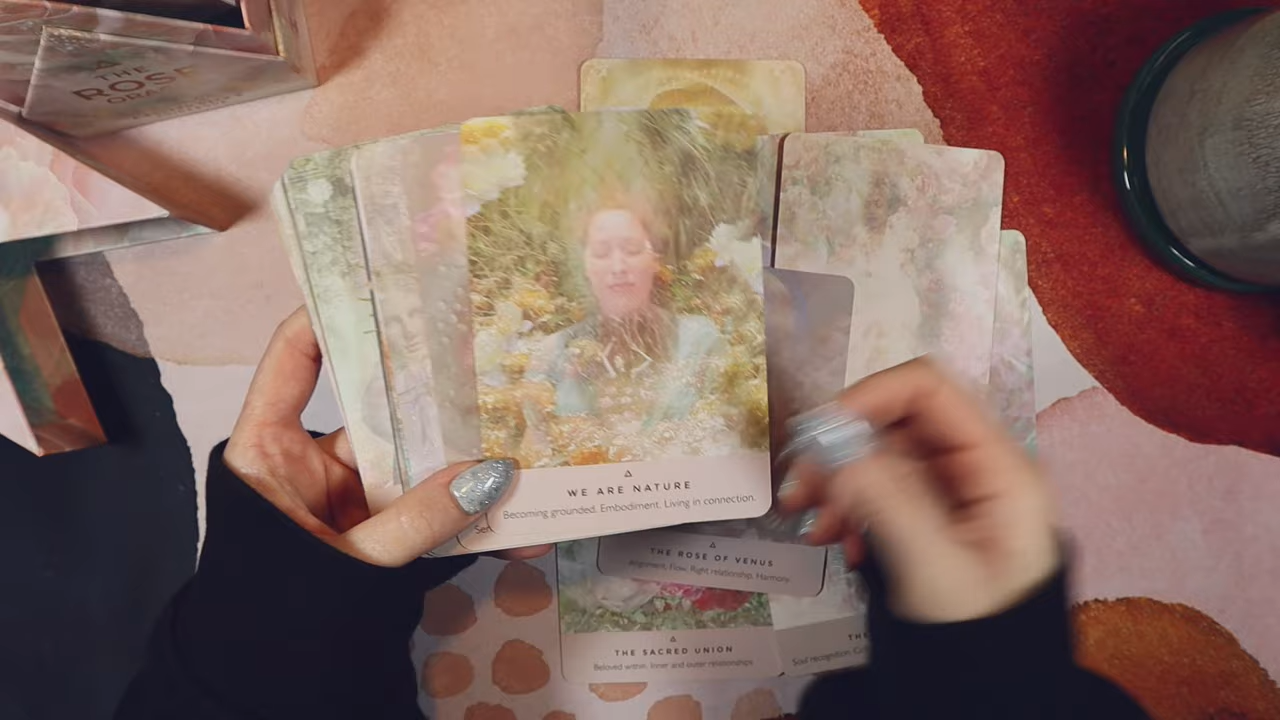 THE
ROSE
WE ARE NATURE
Becoming grounded. Embodiment. Living in connection.
THE ROSE OF VENUS
Alignment. Flow. Right relationship. Harmony.
THE SACRED UNION
Beloved within. Inner and outer relationships.
Soul recognition.